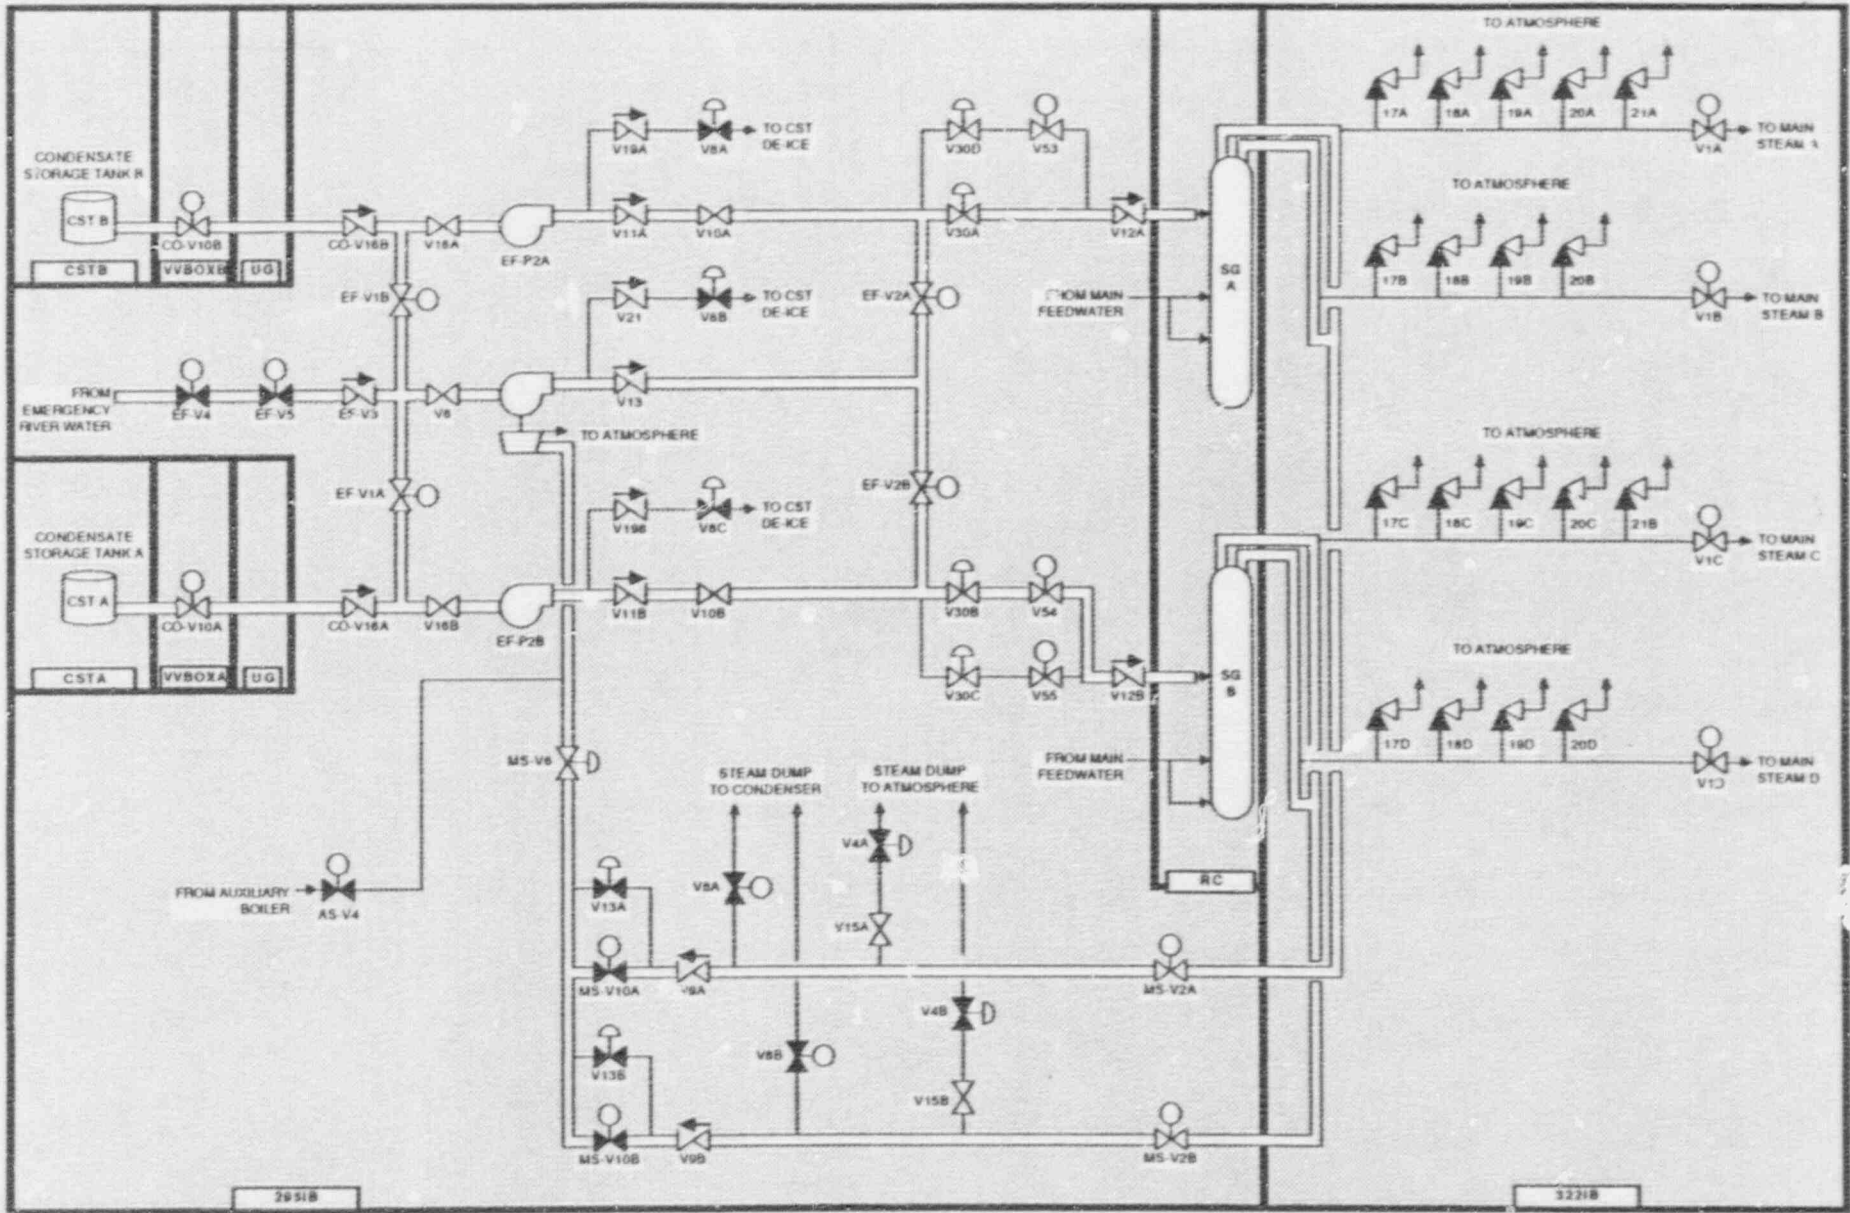 TO ATMOSPHERE
17A 18A 19A 20A 21A
V1A
TO MAIN
STEAM A
V19A
V8A
TO CST
DE-ICE
V30D
V53
CONDENSATE
STORAGE TANK B
CST B
CO-V10B
CO-V16B
V16A
EF-P2A
V11A
V10A
V30A
V12A
CSTB
VVBOXB
UG
SG
A
TO ATMOSPHERE
17B 18B 19B 20B
V1B
TO MAIN
STEAM B
EF-V1B
V21
V8B
TO CST
DE-ICE
EF-V2A
FROM MAIN
FEEDWATER
FROM
EMERGENCY
RIVER WATER
EF-V4
EF-V5
EF-V3
V6
V13
TO ATMOSPHERE
TO ATMOSPHERE
17C 18C 19C 20C 21B
V1C
TO MAIN
STEAM C
EF-V1A
V8C
TO CST
DE-ICE
EF-V2B
CONDENSATE
STORAGE TANK A
CST A
CO-V10A
CO-V16A
V16B
EF-P2B
V11B
V10B
V30B
V54
V30C
V55
V12B
CSTA
VVBOXA
UG
SG
B
TO ATMOSPHERE
17D 18D 19D 20D
V1D
TO MAIN
STEAM D
MS-V6
STEAM DUMP
TO CONDENSER
STEAM DUMP
TO ATMOSPHERE
FROM MAIN
FEEDWATER
V4A
RC
FROM AUXILIARY
BOILER
AS-V4
V13A
V8A
V15A
MS-V10A
V9A
MS-V2A
V4B
V13B
V8B
V15B
MS-V10B
V9B
MS-V2B
295IB
322IB